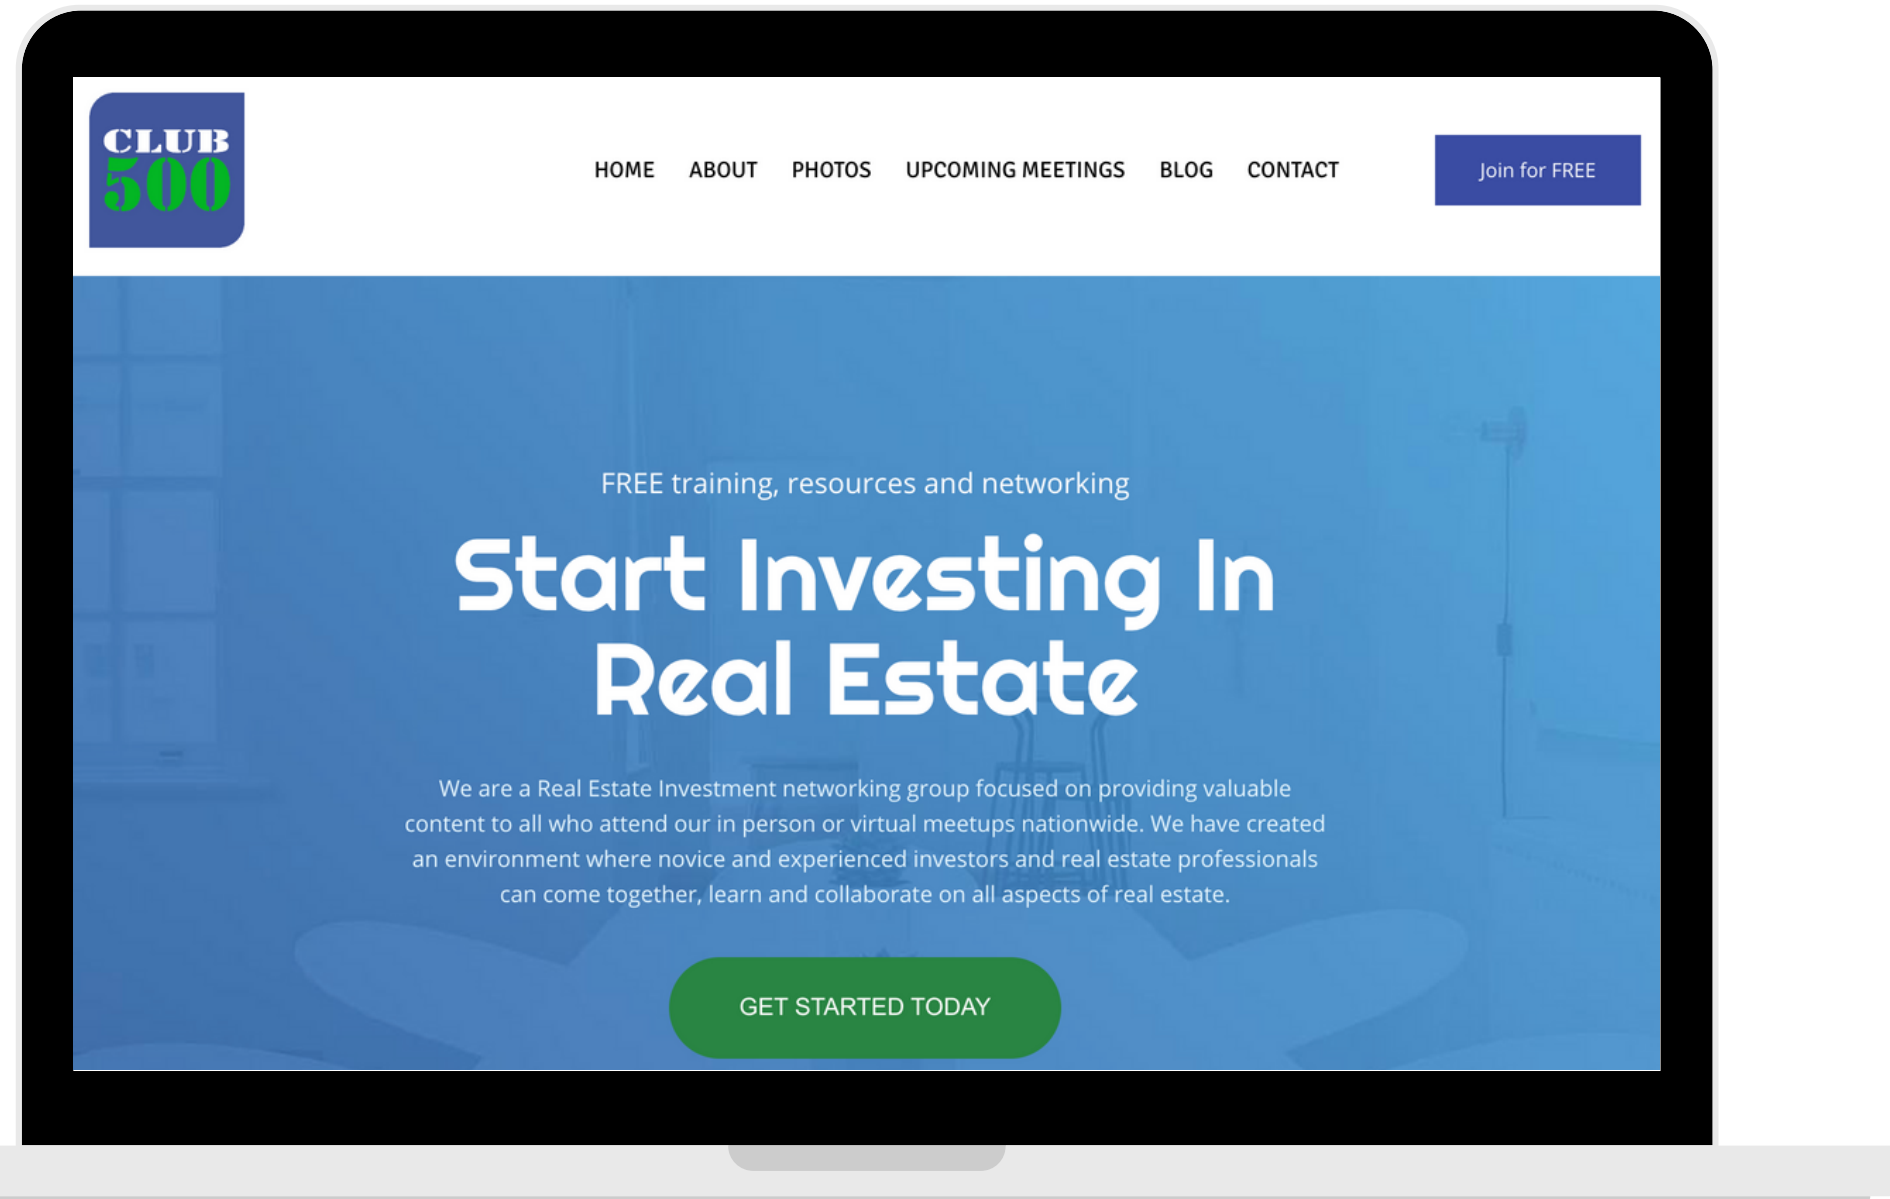 CLUB
500
HOME ABOUT PHOTOS UPCOMING MEETINGS BLOG CONTACT
Join for FREE
FREE training, resources and networking
Start Investing In
Real Estate
We are a Real Estate Investment networking group focused on providing valuable
content to all who attend our in person or virtual meetups nationwide. We have created
an environment where novice and experienced investors and real estate professionals
can come together, learn and collaborate on all aspects of real estate.
GET STARTED TODAY